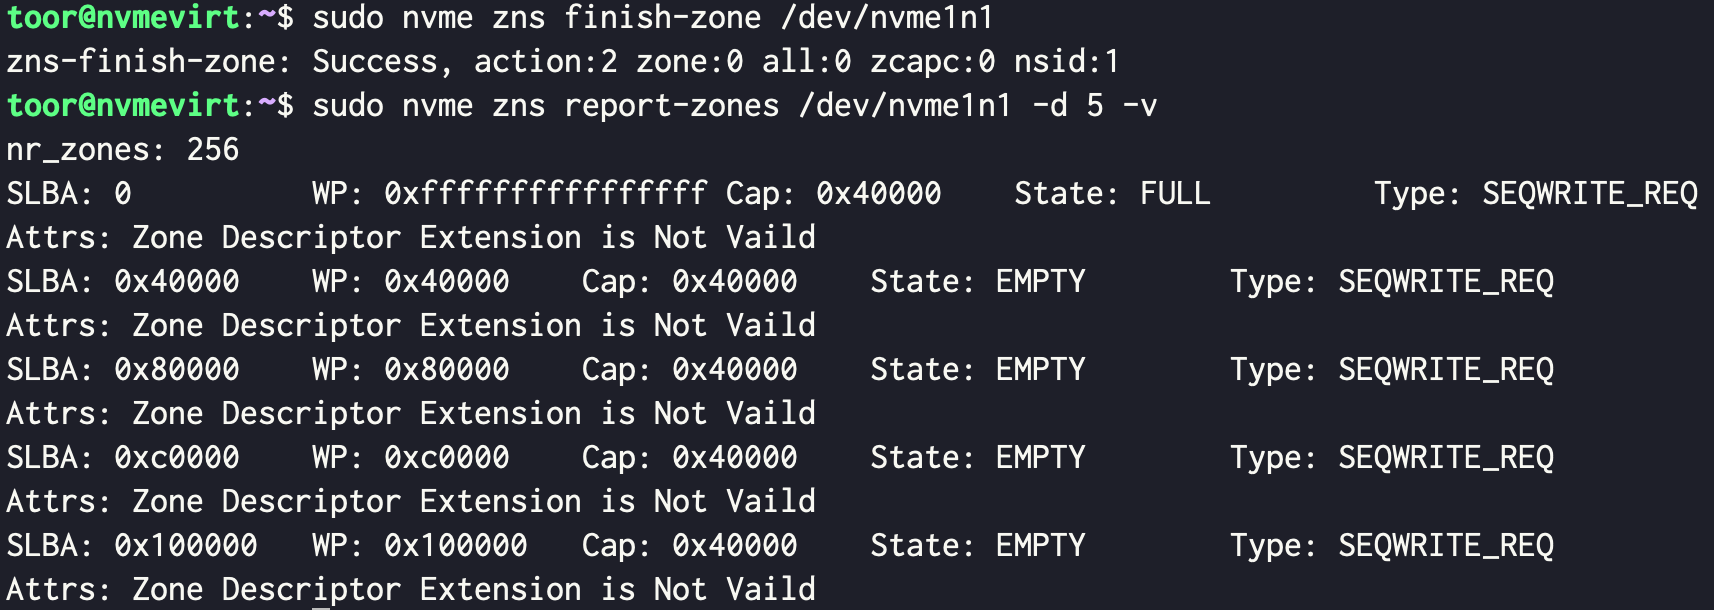 toor@nvmevirt:~$ sudo nvme zns finish-zone /dev/nvme1n1
zns-finish-zone: Success, action:2 zone:0 all:0 zcapc:0 nsid:1
toor@nvmevirt:~$ sudo nvme zns report-zones /dev/nvme1n1 -d 5 -v
nr_zones: 256
SLBA: 0          WP: 0xffffffffffffffff Cap: 0x40000    State: FULL         Type: SEQWRITE_REQ
Attrs: Zone Descriptor Extension is Not Vaild
SLBA: 0x40000    WP: 0x40000    Cap: 0x40000    State: EMPTY        Type: SEQWRITE_REQ
Attrs: Zone Descriptor Extension is Not Vaild
SLBA: 0x80000    WP: 0x80000    Cap: 0x40000    State: EMPTY        Type: SEQWRITE_REQ
Attrs: Zone Descriptor Extension is Not Vaild
SLBA: 0xc0000    WP: 0xc0000    Cap: 0x40000    State: EMPTY        Type: SEQWRITE_REQ
Attrs: Zone Descriptor Extension is Not Vaild
SLBA: 0x100000   WP: 0x100000   Cap: 0x40000    State: EMPTY        Type: SEQWRITE_REQ
Attrs: Zone Descriptor Extension is Not Vaild